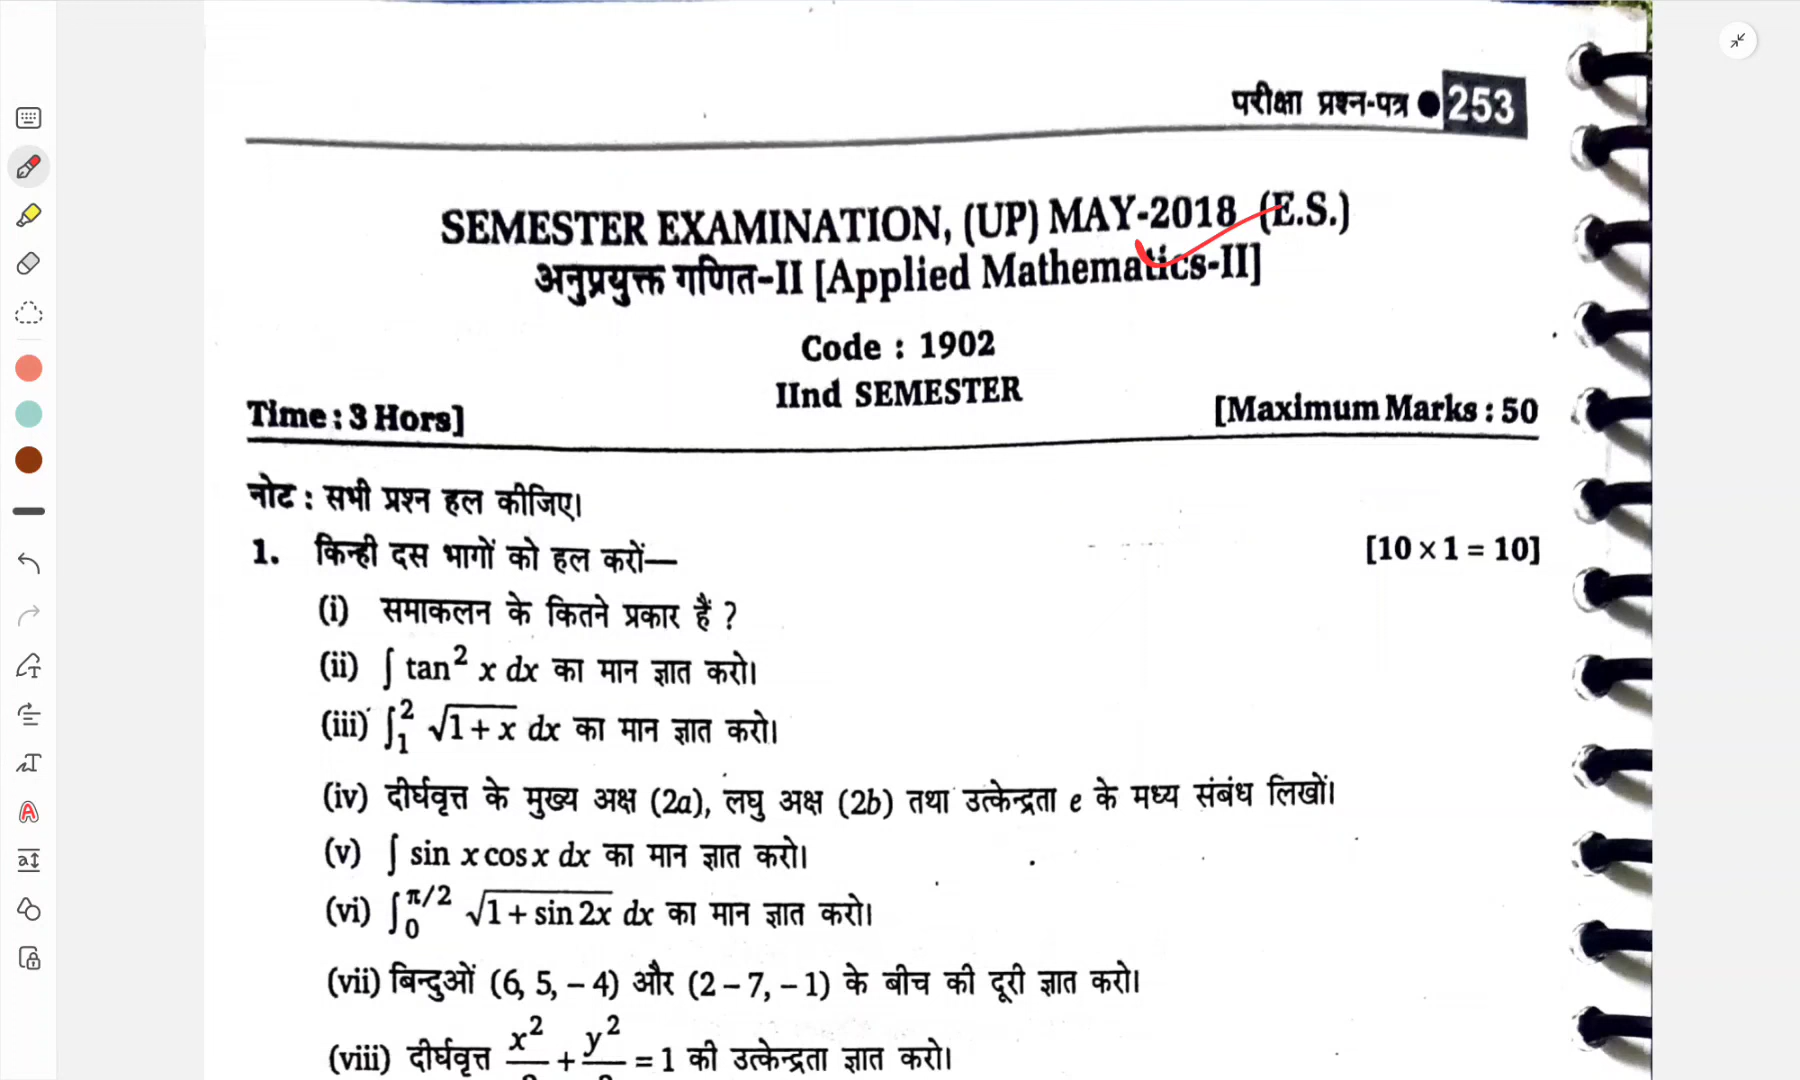 परीक्षा प्रश्न-पत्र ● 253
SEMESTER EXAMINATION, (UP) MAY-2018 (E.S.)
अनुप्रयुक्त गणित-II [Applied Mathematics-II]
Code : 1902
IInd SEMESTER
Time : 3 Hors] [Maximum Marks : 50
नोट : सभी प्रश्न हल कीजिए।
1. किन्ही दस भागों को हल करों— [10 × 1 = 10]
(i) समाकलन के कितने प्रकार हैं ?
(ii) ∫ tan² x dx का मान ज्ञात करो।
(iii) ∫₁² √(1 + x) dx का मान ज्ञात करो।
(iv) दीर्घवृत्त के मुख्य अक्ष (2a), लघु अक्ष (2b) तथा उत्केन्द्रता e के मध्य संबंध लिखों।
(v) ∫ sin x cos x dx का मान ज्ञात करो।
(vi) ∫₀^π/2 √(1 + sin 2x) dx का मान ज्ञात करो।
(vii) बिन्दुओं (6, 5, – 4) और (2 – 7, – 1) के बीच की दूरी ज्ञात करो।
(viii) दीर्घवृत्त x² + y² = 1 की उत्केन्द्रता ज्ञात करो।